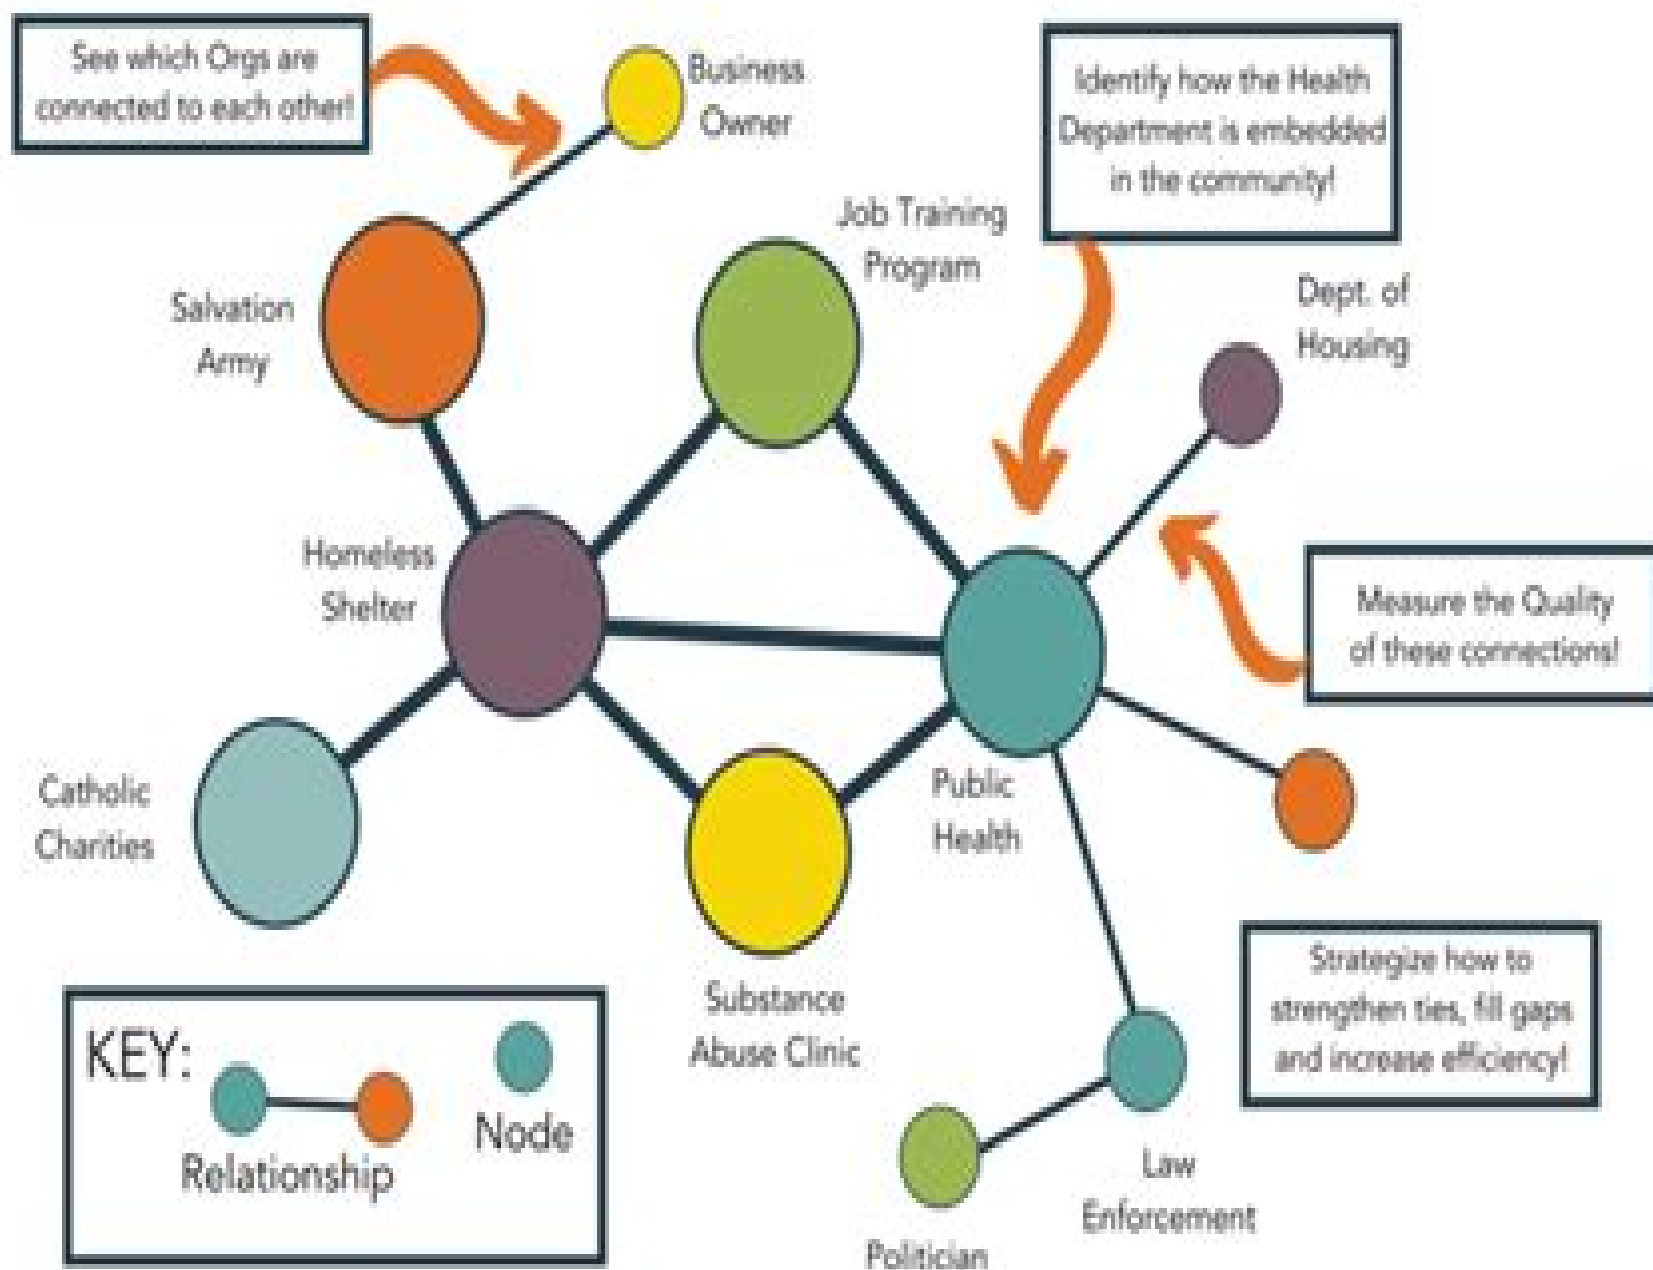 See which Orgs are
connected to each other!
Business
Owner
Identify how the Health
Department is embedded
in the community!
Job Training
Program
Dept. of
Housing
Salvation
Army
Homeless
Shelter
Measure the Quality
of these connections!
Catholic
Charities
Public
Health
Substance
Abuse Clinic
Strategize how to
strengthen ties, fill gaps
and increase efficiency!
KEY:
Node
Relationship
Law
Enforcement
Politician